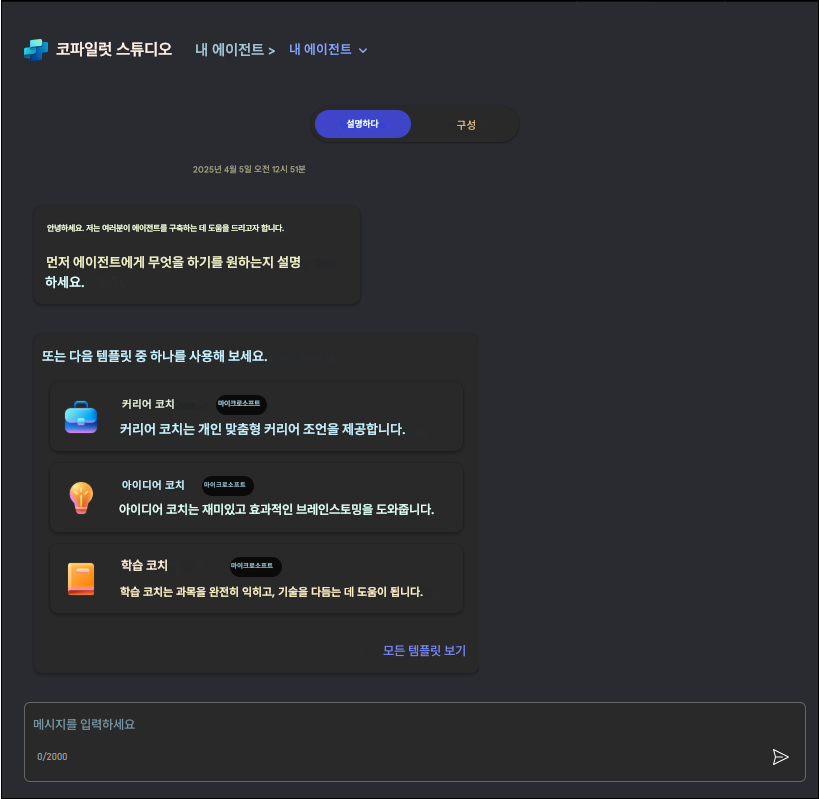 코파일럿 스튜디오 내 에이전트 > 내 에이전트
설명하다 구성
2025년 4월 5일 오전 12시 51분
안녕하세요. 저는 여러분이 에이전트를 구축하는 데 도움을 드리고자 합니다.
먼저 에이전트에게 무엇을 하기를 원하는지 설명
하세요.
또는 다음 템플릿 중 하나를 사용해 보세요.
커리어 코치 마이크로소프트
커리어 코치는 개인 맞춤형 커리어 조언을 제공합니다.
아이디어 코치 마이크로소프트
아이디어 코치는 재미있고 효과적인 브레인스토밍을 도와줍니다.
학습 코치 마이크로소프트
학습 코치는 과목을 완전히 익히고, 기술을 다듬는 데 도움이 됩니다.
모든 템플릿 보기
메시지를 입력하세요
0/2000